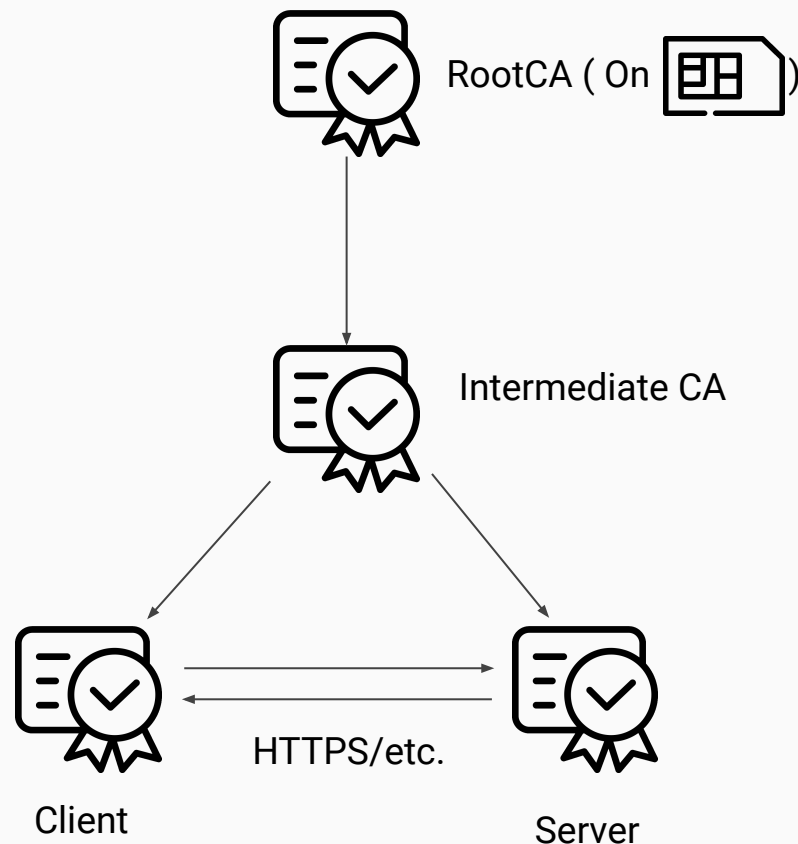 RootCA ( On )
Intermediate CA
HTTPS/etc.
Client
Server